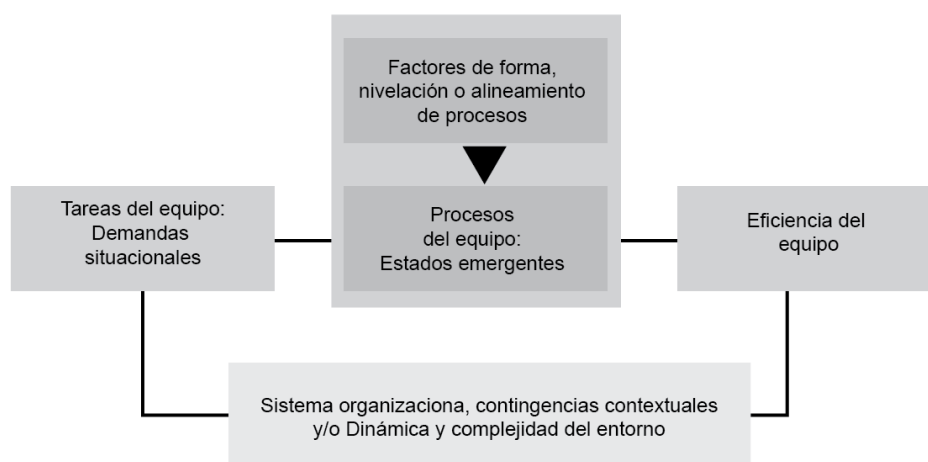 Factores de forma,
nivelación o alineamiento
de procesos
Tareas del equipo:
Demandas
situacionales
Procesos
del equipo:
Estados emergentes
Eficiencia del
equipo
Sistema organizaciona, contingencias contextuales
y/o Dinámica y complejidad del entorno